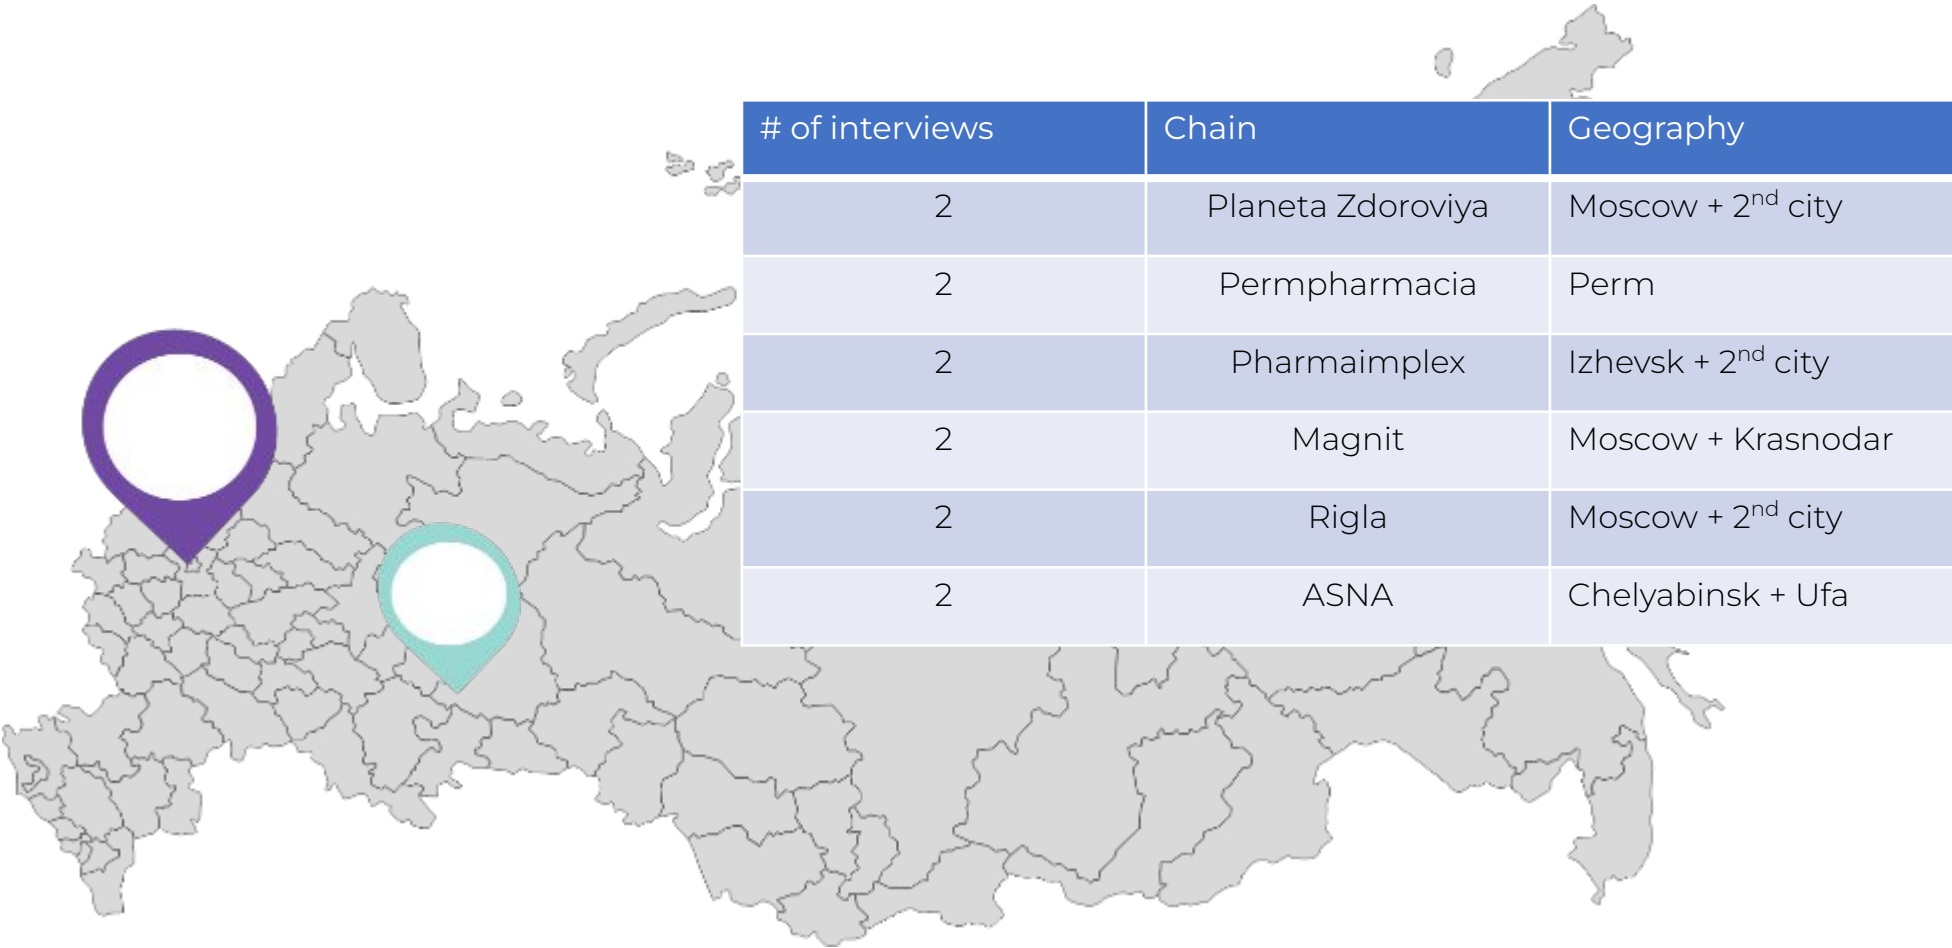 # of interviews Chain Geography
2 Planeta Zdoroviya Moscow + 2nd city
2 Permpharmacia Perm
2 Pharmaimplex Izhevsk + 2nd city
2 Magnit Moscow + Krasnodar
2 Rigla Moscow + 2nd city
2 ASNA Chelyabinsk + Ufa